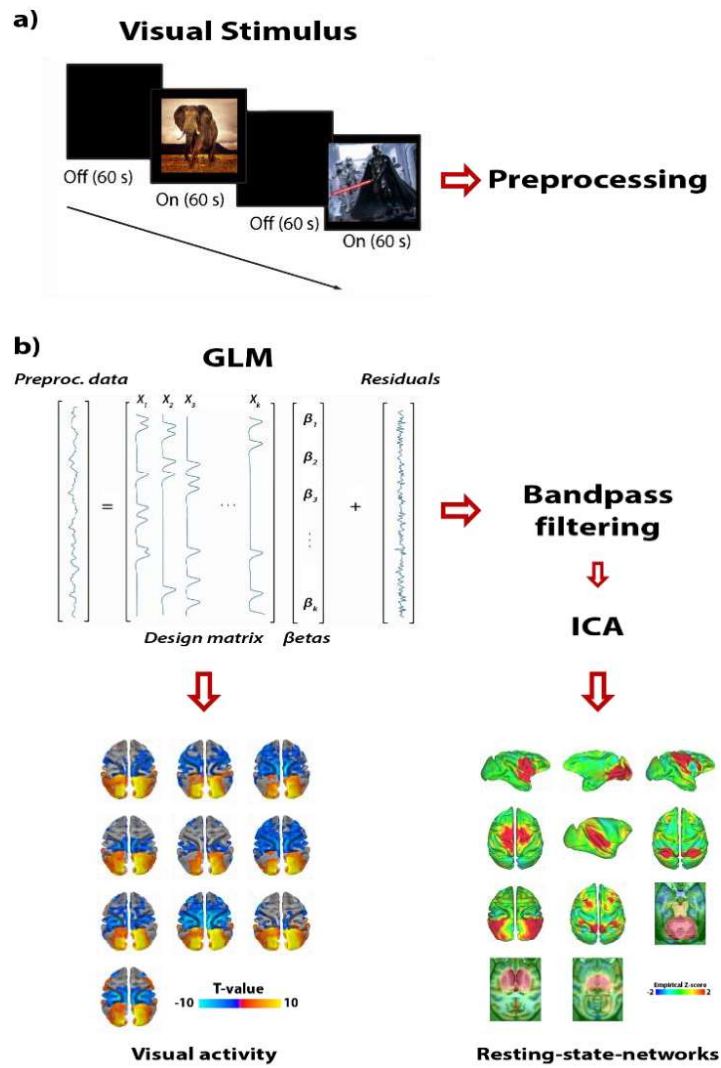 a)
Visual Stimulus
Off (60 s)
On (60 s)
Off (60 s)
On (60 s)
Preprocessing
b)
GLM
Preproc. data
Residuals
X1 X2 X3 Xk
=
β1
β2
β3
...
⋮
βk
+
Design matrix βetas
Bandpass
filtering
ICA
T-value
-10 10
Visual activity
Empirical Z-score
-2 2
Resting-state-networks